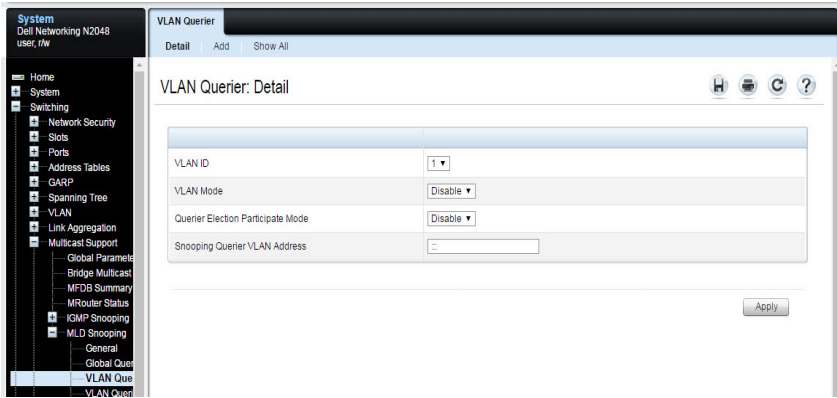 System
Dell Networking N2048
user, r/w
VLAN Querier
Detail Add Show All
Home
System
Switching
Network Security
Slots
Ports
Address Tables
GARP
Spanning Tree
VLAN
Link Aggregation
Multicast Support
Global Paramete
Bridge Multicast
MFDB Summary
MRouter Status
IGMP Snooping
MLD Snooping
General
Global Quer
VLAN Que
VLAN Quer
VLAN Querier: Detail
?
VLAN ID 1
VLAN Mode Disable
Querier Election Participate Mode Disable
Snooping Querier VLAN Address ::
Apply